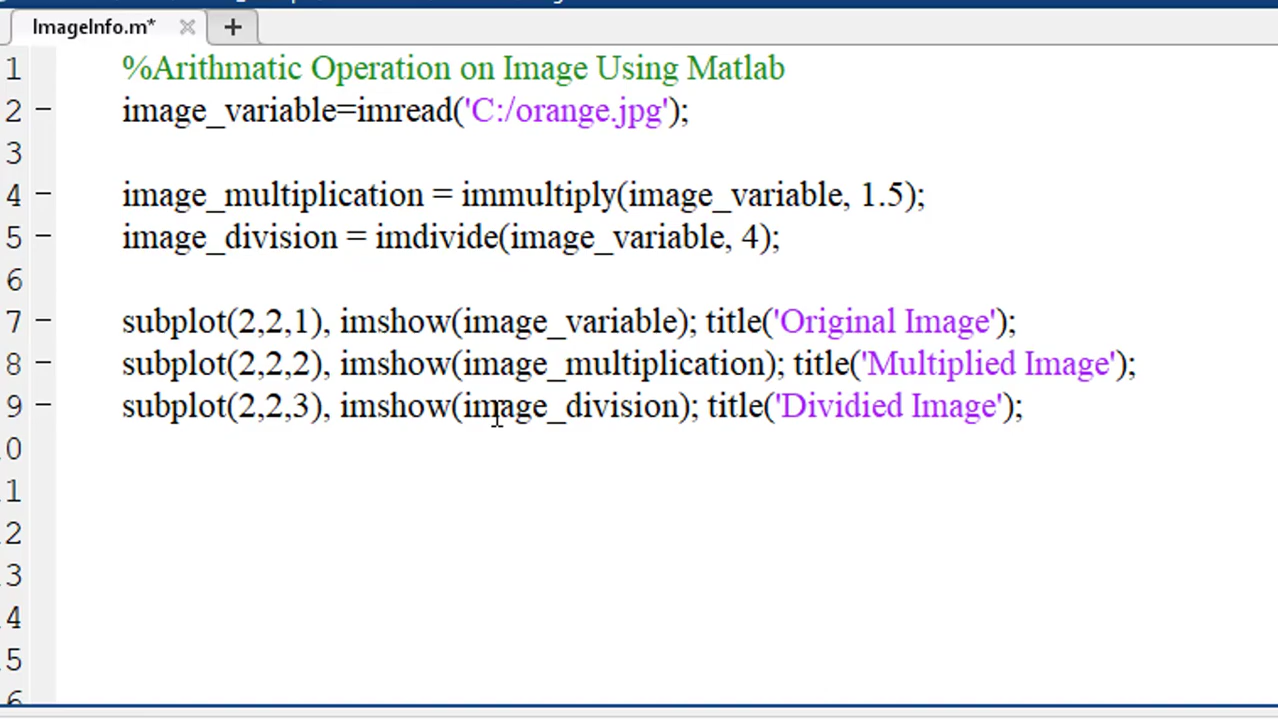 ImageInfo.m* × +
1 %Arithmatic Operation on Image Using Matlab
2 – image_variable=imread('C:/orange.jpg');
3
4 – image_multiplication = immultiply(image_variable, 1.5);
5 – image_division = imdivide(image_variable, 4);
6
7 – subplot(2,2,1), imshow(image_variable); title('Original Image');
8 – subplot(2,2,2), imshow(image_multiplication); title('Multiplied Image');
9 – subplot(2,2,3), imshow(image_division); title('Dividied Image');
0
1
2
3
4
5
6